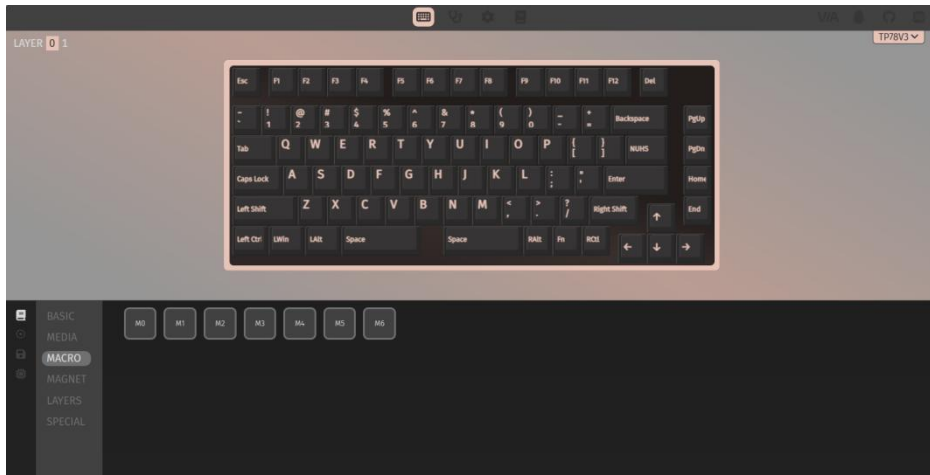 VIA
LAYER 0 1
TP78V3
Esc F1 F2 F3 F4 F5 F6 F7 F8 F9 F10 F11 F12 Del
~ ! @ # $ % ^ & * ( ) _ + Backspace PgUp
` 1 2 3 4 5 6 7 8 9 0 - =
Tab Q W E R T Y U I O P { } NUHS PgDn
[ ]
Caps Lock A S D F G H J K L : " Enter Home
; '
Left Shift Z X C V B N M < > ? Right Shift ↑ End
, . /
Left Ctrl LWin LAlt Space Space RAlt Fn RCtl ← ↓ →
BASIC
MEDIA
MACRO
MAGNET
LAYERS
SPECIAL
M0 M1 M2 M3 M4 M5 M6